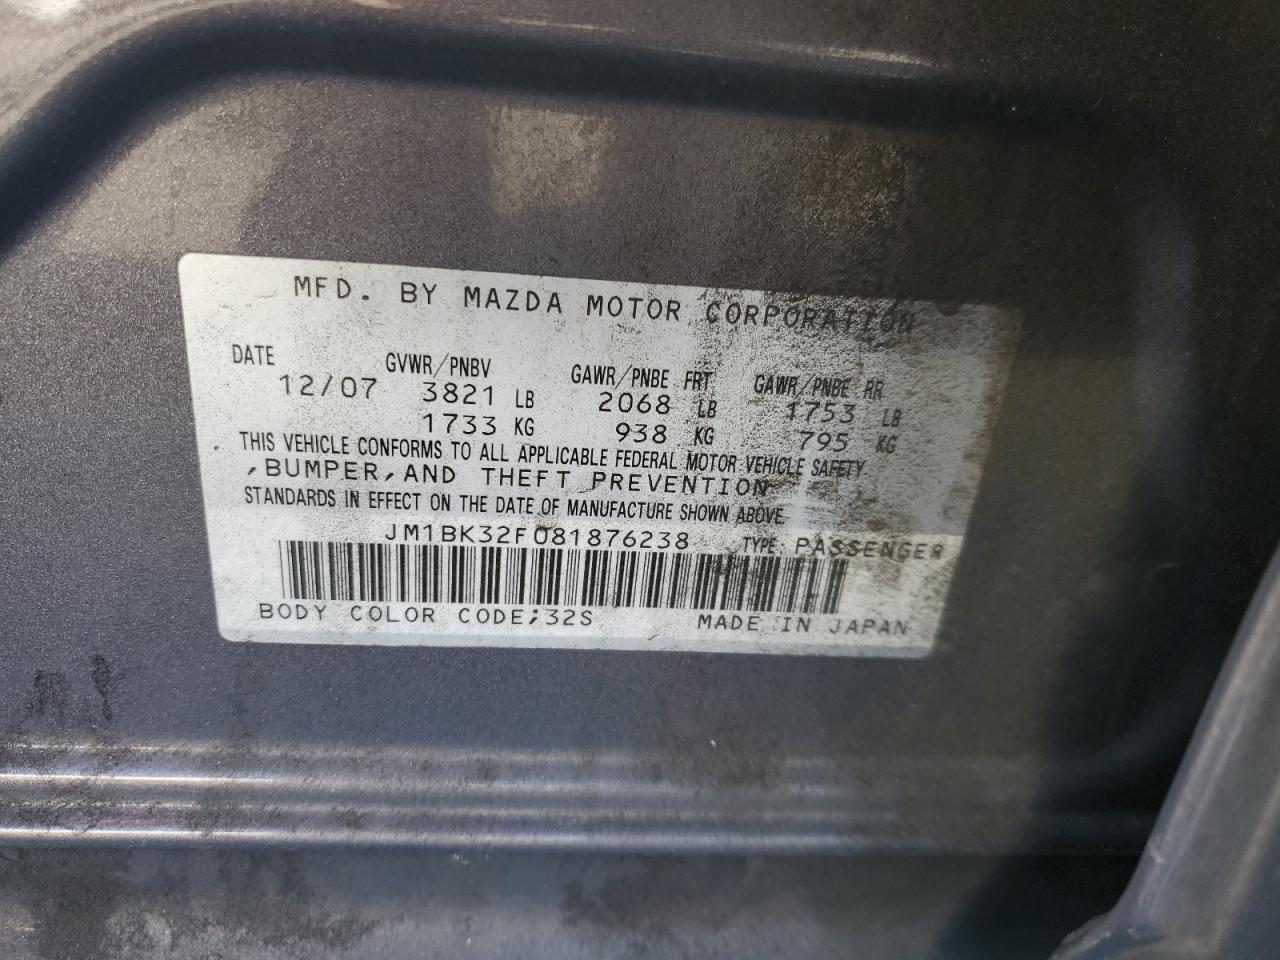 MFD. BY MAZDA MOTOR CORPORATION
DATE GVWR/PNBV GAWR/PNBE FRT GAWR/PNBE RR
12/07 3821 LB 2068 LB 1753 LB
1733 KG 938 KG 795 KG
THIS VEHICLE CONFORMS TO ALL APPLICABLE FEDERAL MOTOR VEHICLE SAFETY
,BUMPER,AND THEFT PREVENTION
STANDARDS IN EFFECT ON THE DATE OF MANUFACTURE SHOWN ABOVE.
JM1BK32F081876238 TYPE: PASSENGER
BODY COLOR CODE;32S MADE IN JAPAN